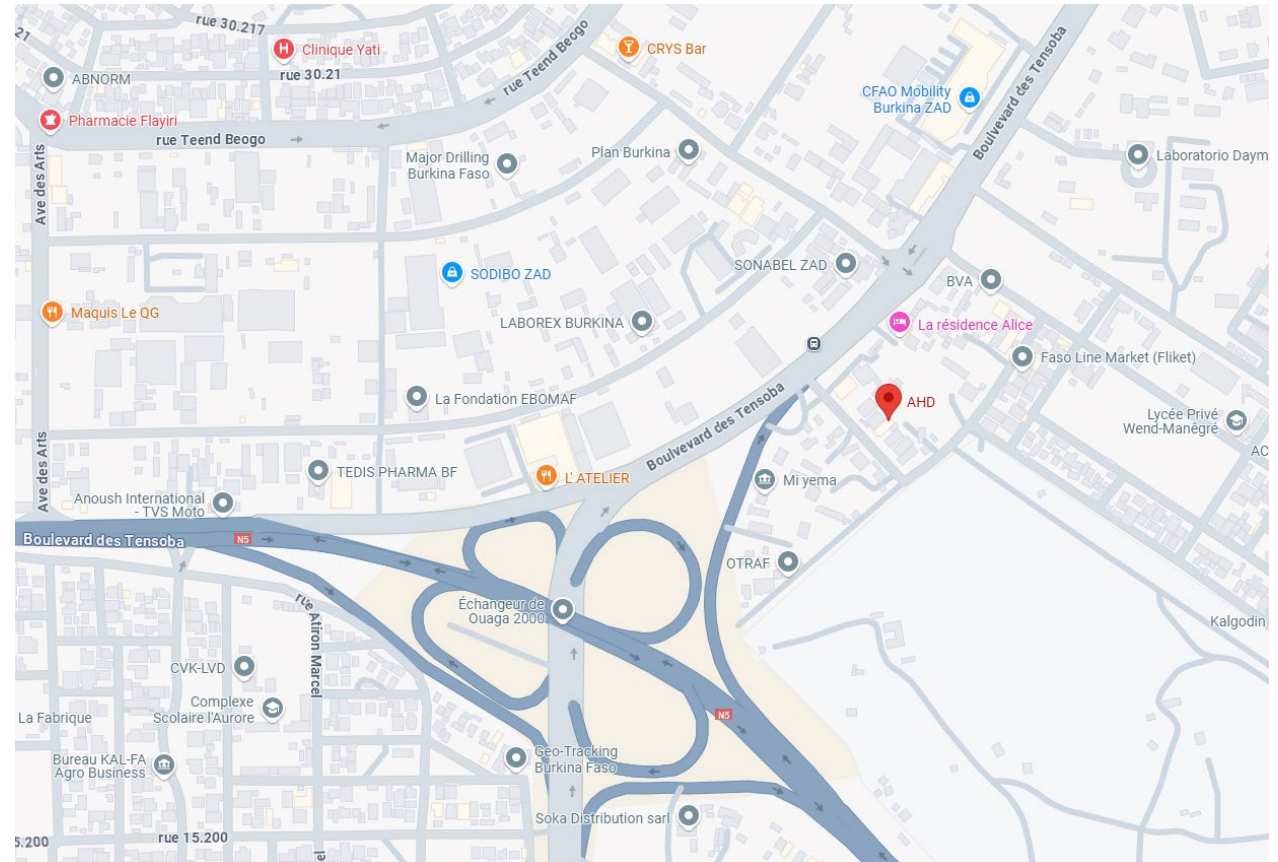 rue 30.217
21
Clinique Yati
CRYS Bar
rue 30.21
ABNORM
rue Teend Beogo
Boulvevard des Tensoba
CFAO Mobility
Burkina ZAD
Pharmacie Flayiri
rue Teend Beogo
Plan Burkina
Major Drilling
Burkina Faso
Laboratorio Daym
Ave des Arts
SONABEL ZAD
SODIBO ZAD
BVA
Maquis Le QG
LABOREX BURKINA
La résidence Alice
Faso Line Market (Fliket)
La Fondation EBOMAF
AHD
Boulvevard des Tensoba
Lycée Privé
Wend-Manêgré
AC
Ave des Arts
TEDIS PHARMA BF
L' ATELIER
Mi yema
Anoush International
- TVS Moto
Boulevard des Tensoba
N5
OTRAF
rue Atiron Marcel
Échangeur de
Ouaga 2000
Kalgodin
CVK-LVD
Complexe
Scolaire l'Aurore
La Fabrique
N5
Bureau KAL-FA
Agro Business
Geo-Tracking
Burkina Faso
Soka Distribution sarl
5.200
rue 15.200
el